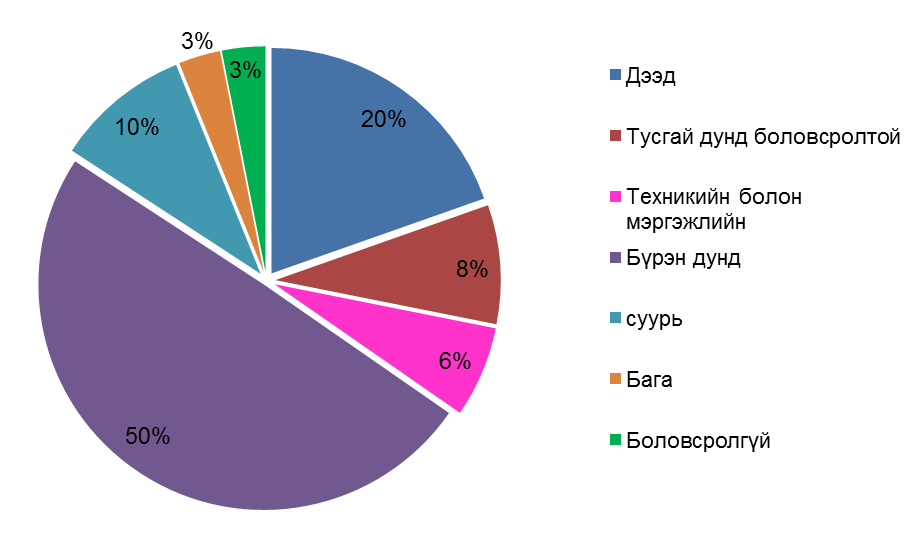 3%
3%
20%
10%
8%
6%
50%
Дээд
Тусгай дунд боловсролтой
Техникийн болон
мэргэжлийн
Бүрэн дунд
суурь
Бага
Боловсролгүй